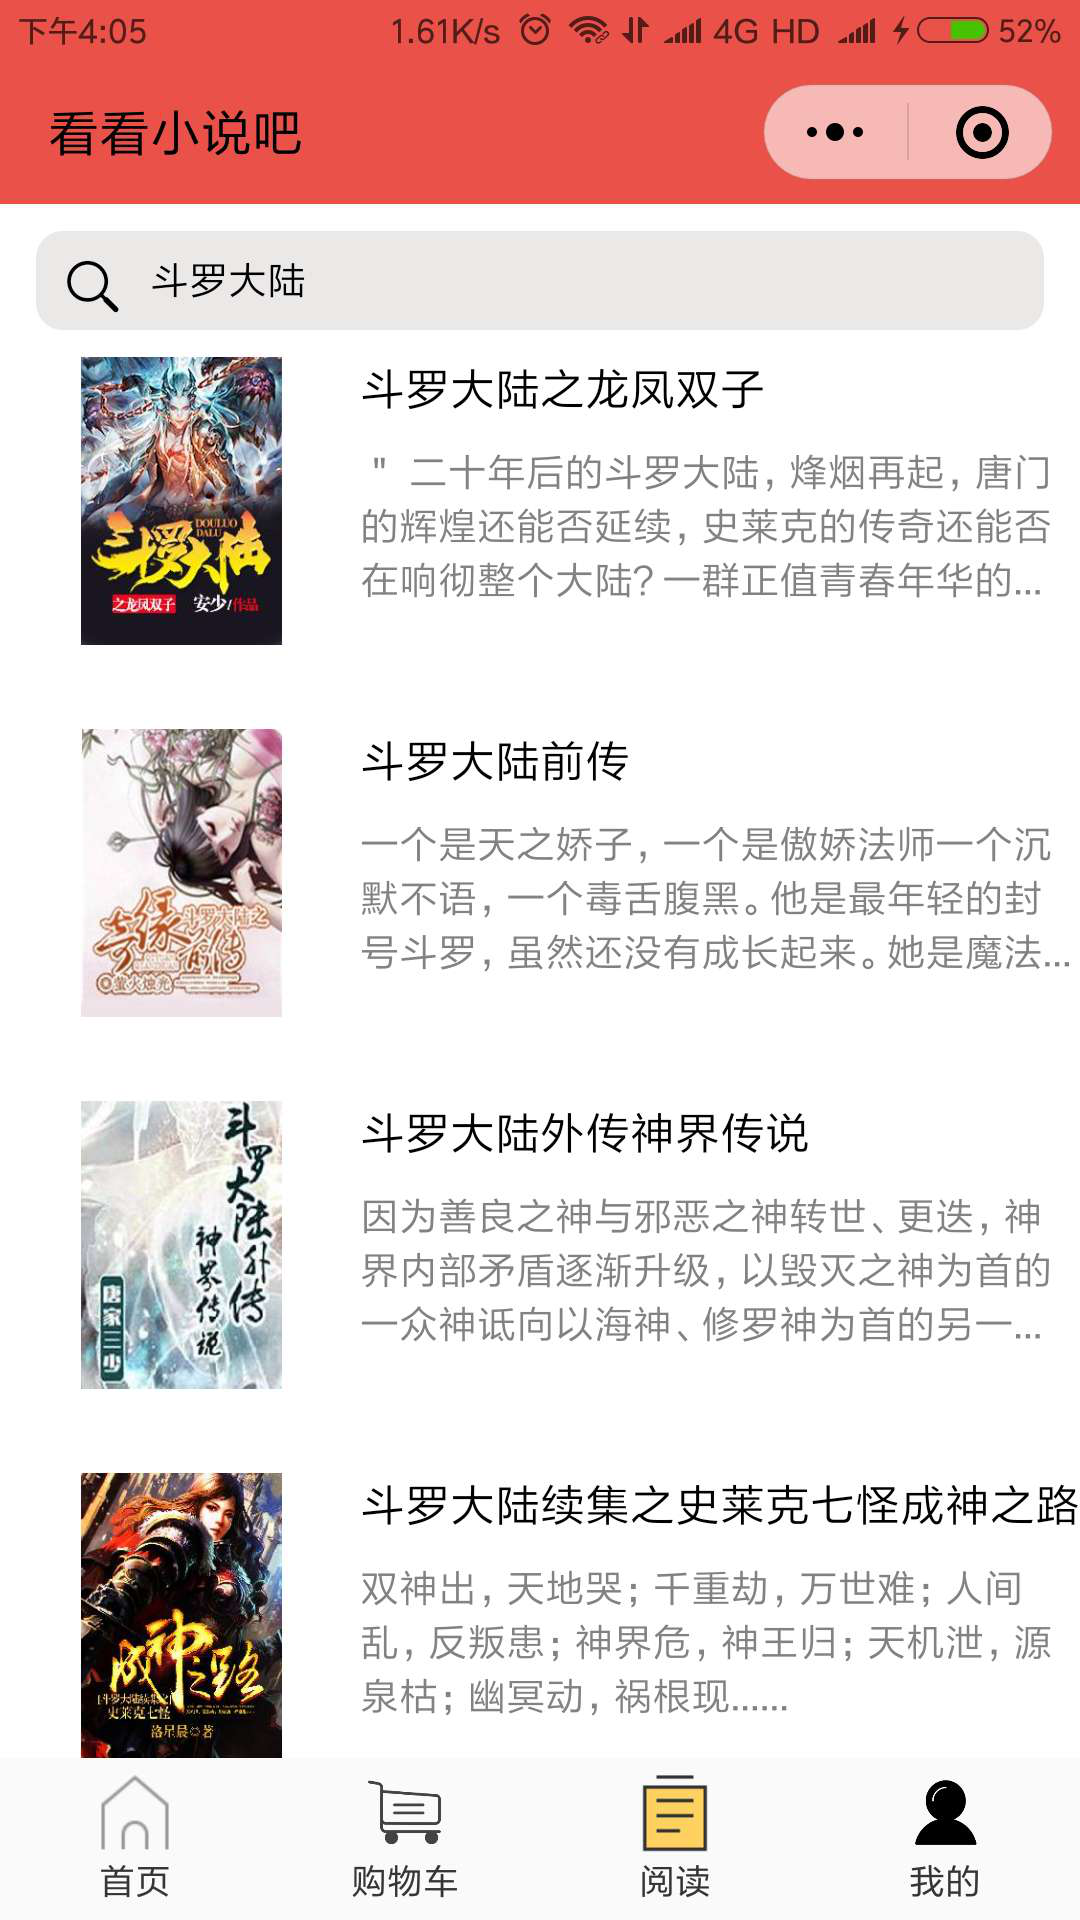 下午4:05 1.61K/s 4G HD 52%
看看小说吧
斗罗大陆
斗罗大陆之龙凤双子
" 二十年后的斗罗大陆，烽烟再起，唐门
的辉煌还能否延续，史莱克的传奇还能否
在响彻整个大陆？一群正值青春年华的...
DOULUO
DALU
斗罗大陆
之龙凤双子 安少/作品
斗罗大陆前传
一个是天之娇子，一个是傲娇法师一个沉
默不语，一个毒舌腹黑。他是最年轻的封
号斗罗，虽然还没有成长起来。她是魔法...
斗罗大陆之
奇缘前传
萤火烛光
斗罗大陆外传神界传说
因为善良之神与邪恶之神转世、更迭，神
界内部矛盾逐渐升级，以毁灭之神为首的
一众神诋向以海神、修罗神为首的另一...
斗罗大陆外传
神界传说
唐家三少
斗罗大陆续集之史莱克七怪成神之路
双神出，天地哭；千重劫，万世难；人间
乱，反叛患；神界危，神王归；天机泄，源
泉枯；幽冥动，祸根现......
成神之路
斗罗大陆续集之
史莱克七怪
洛呆晨◎著
首页 购物车 阅读 我的